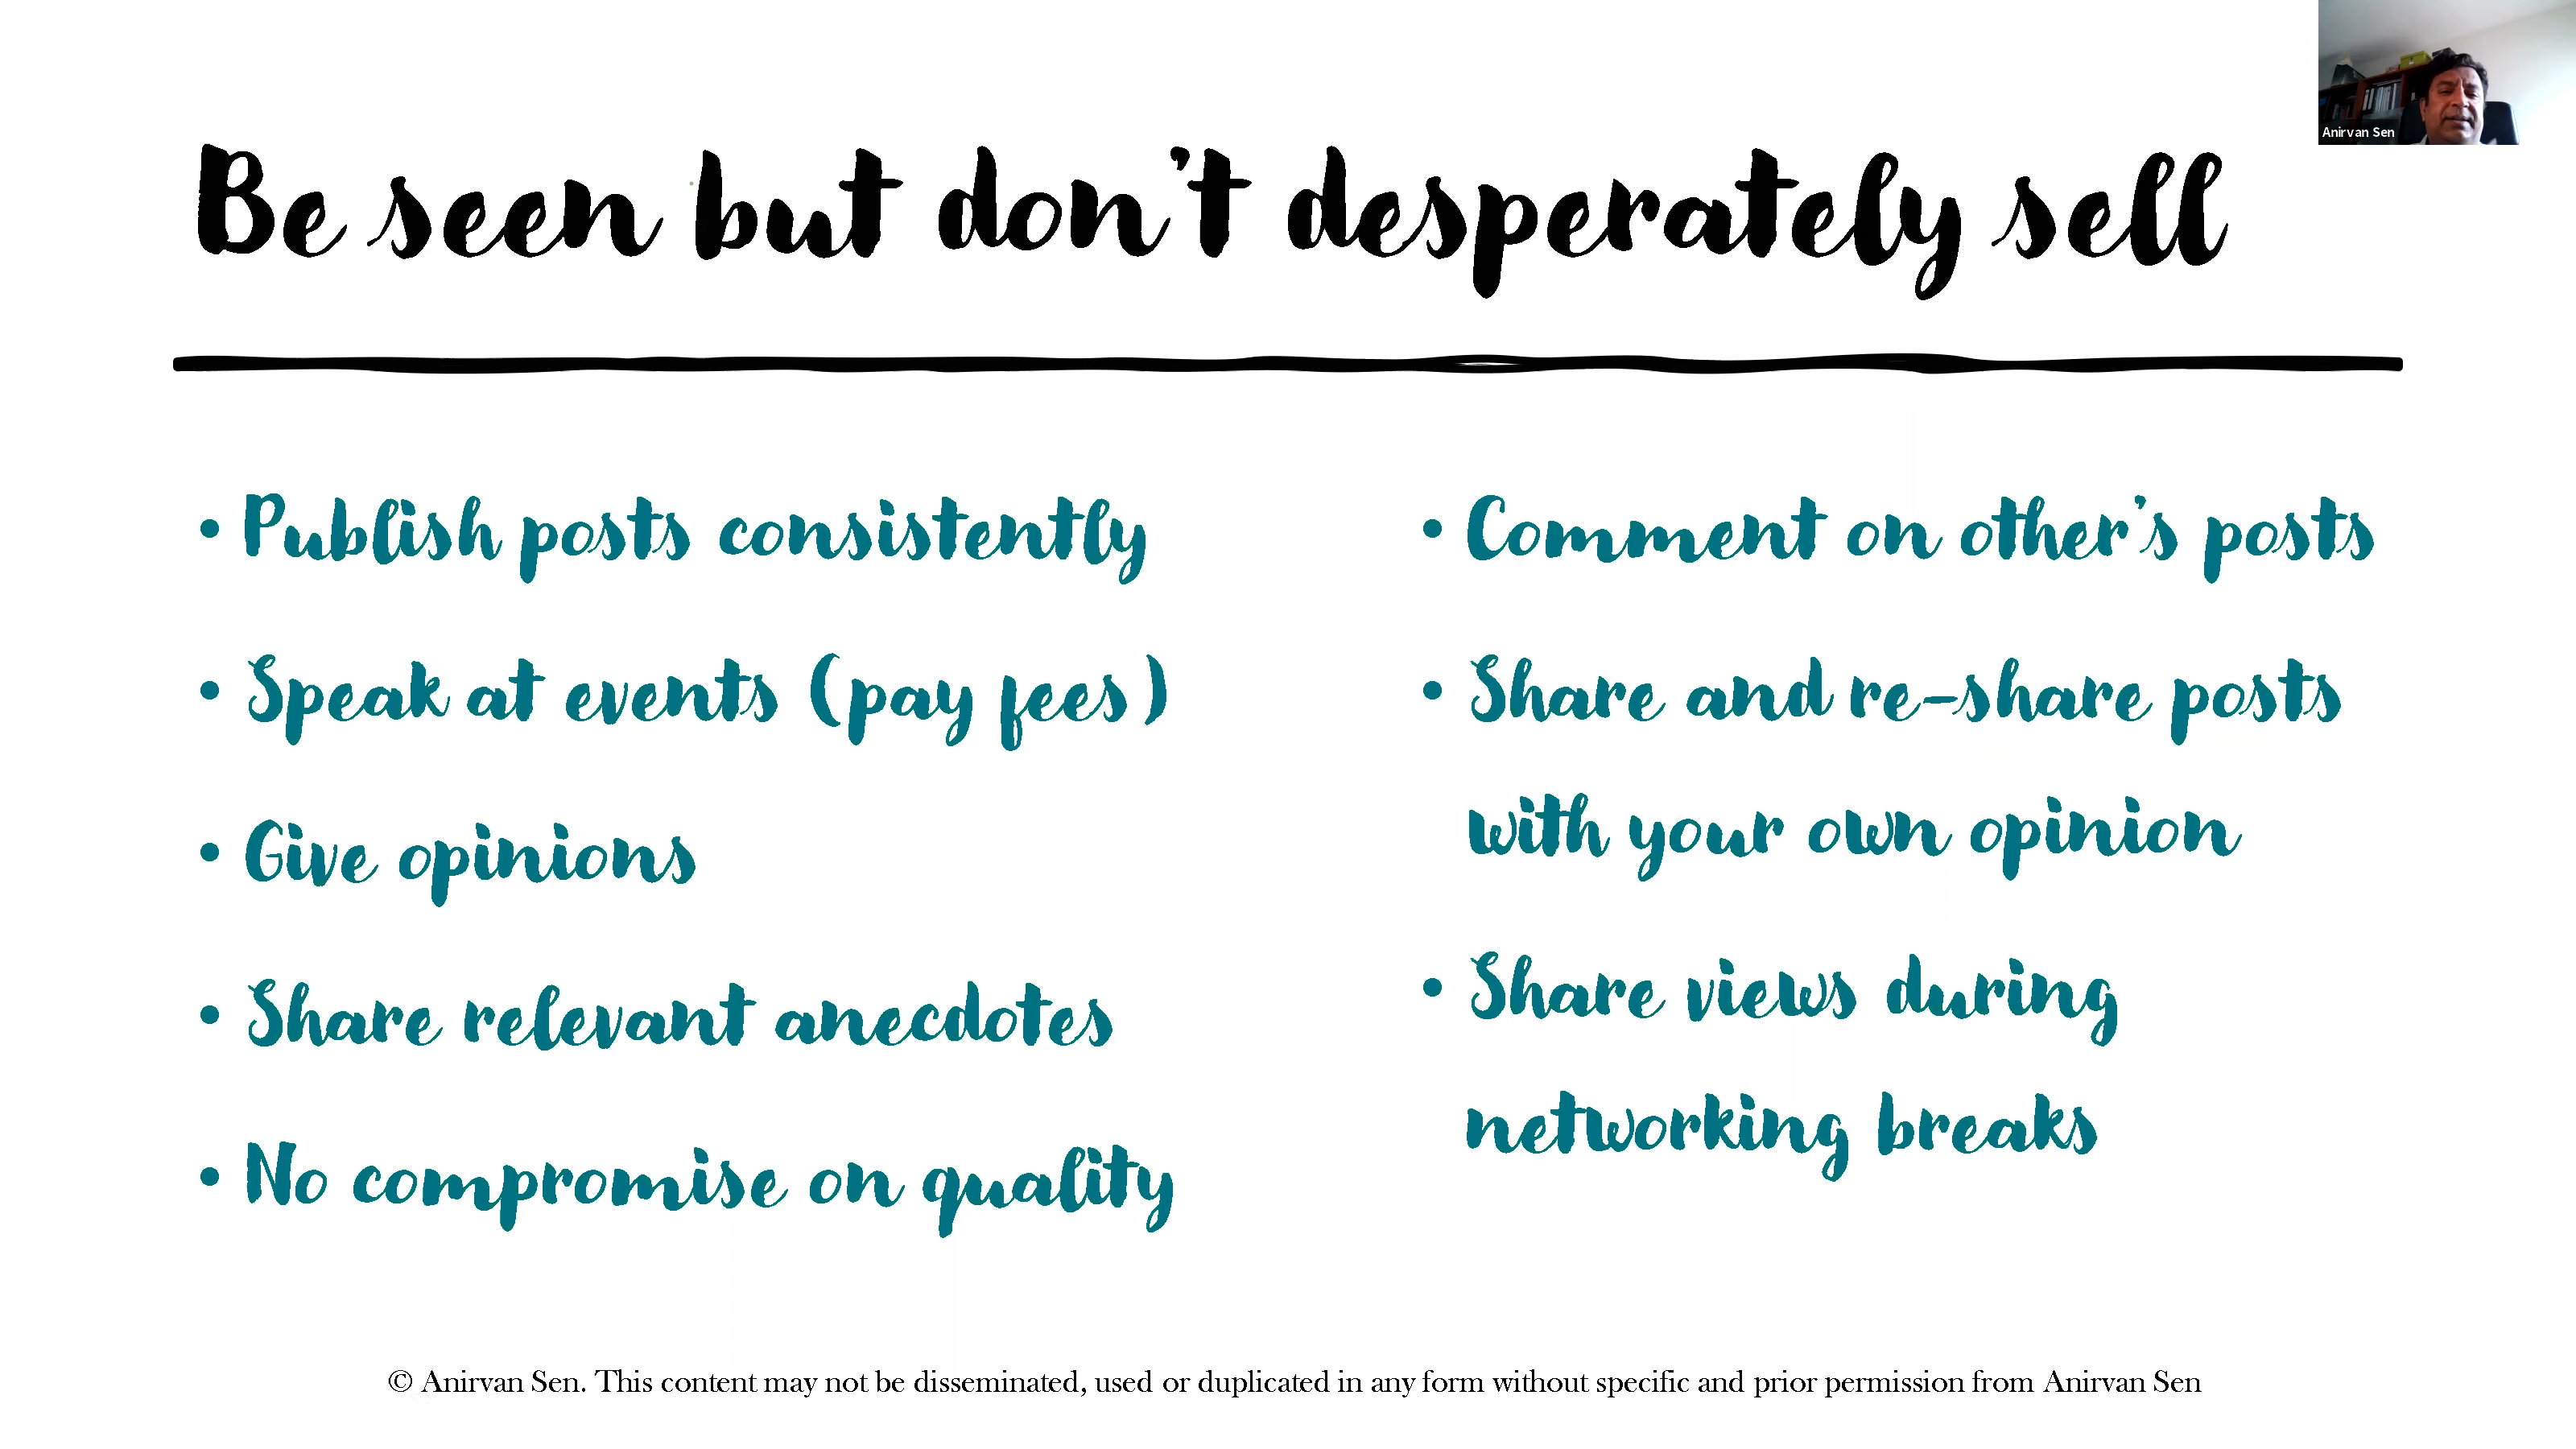 Anirvan Sen
Be seen but don't desperately sell
• Publish posts consistently
• Speak at events (pay fees)
• Give opinions
• Share relevant anecdotes
• No compromise on quality
• Comment on other's posts
• Share and re-share posts
with your own opinion
• Share views during
networking breaks
© Anirvan Sen. This content may not be disseminated, used or duplicated in any form without specific and prior permission from Anirvan Sen